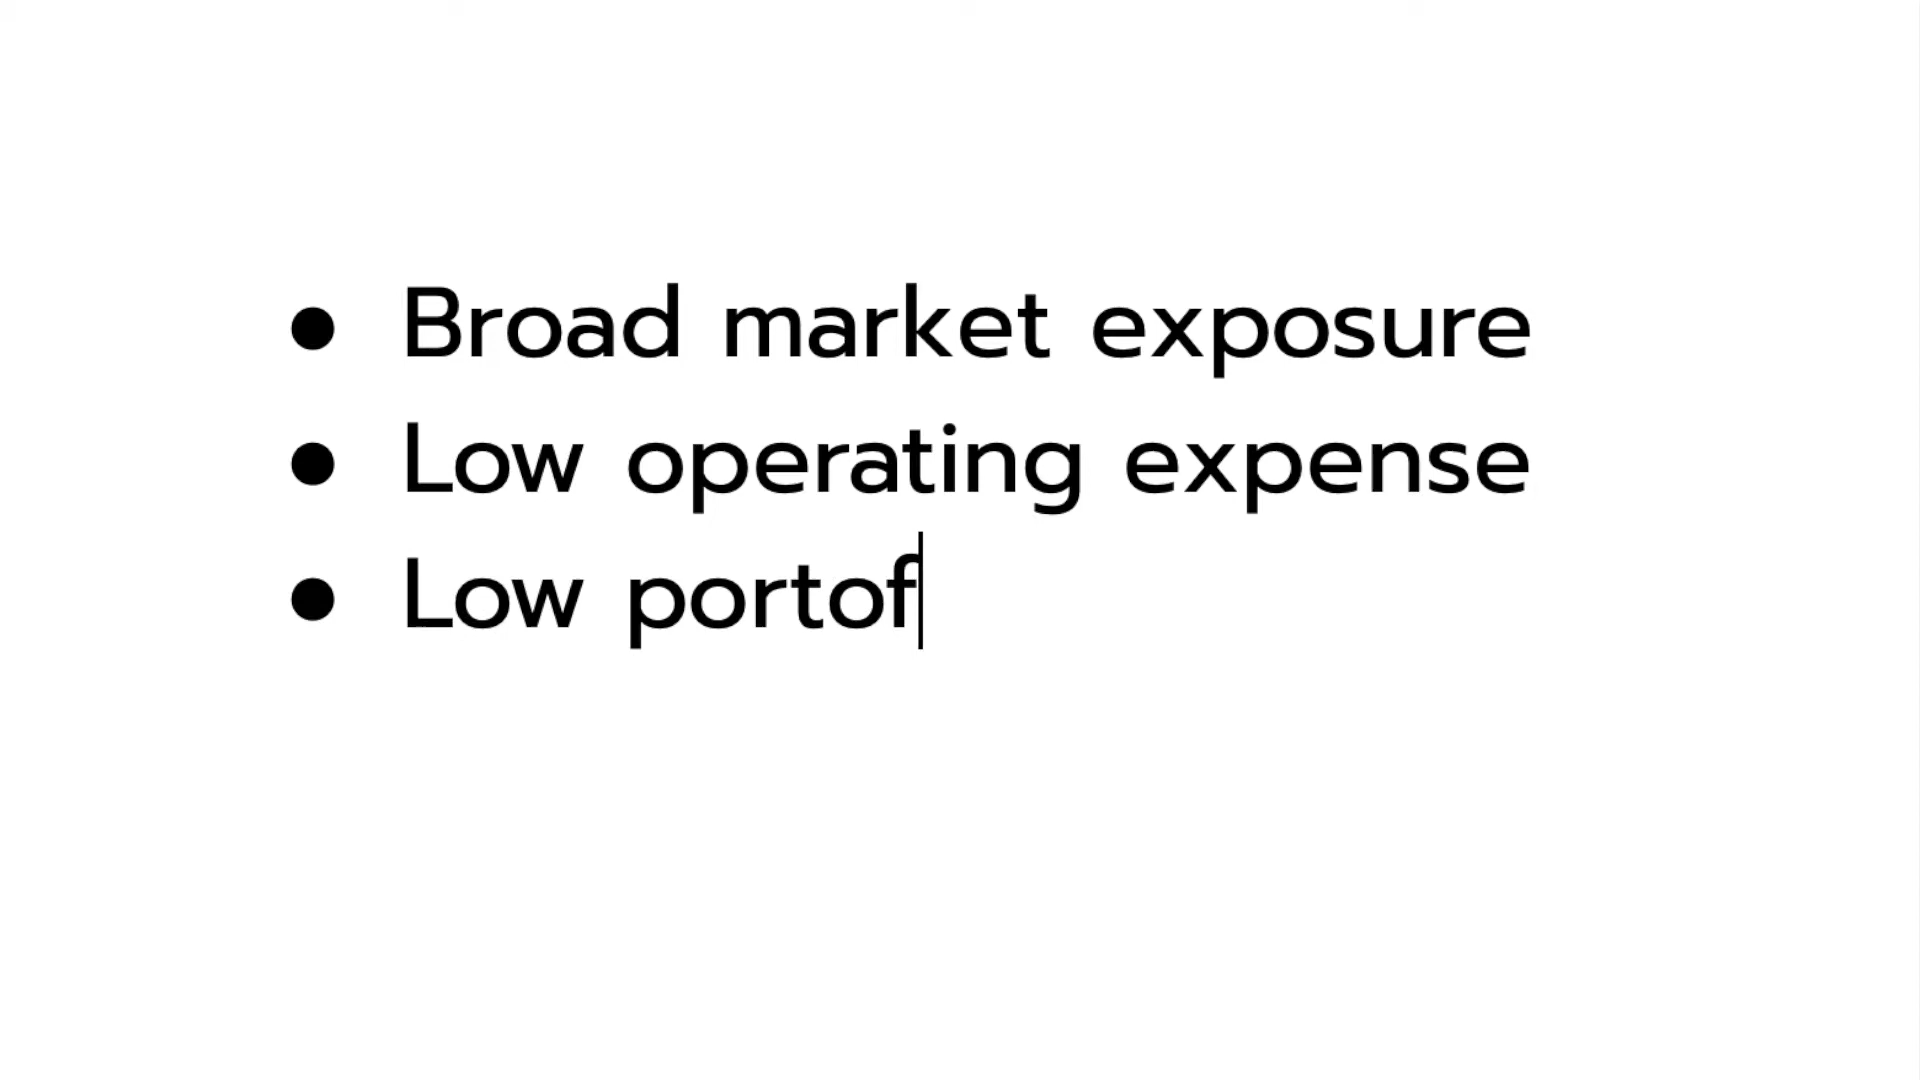 ● Broad market exposure
● Low operating expense
● Low portof